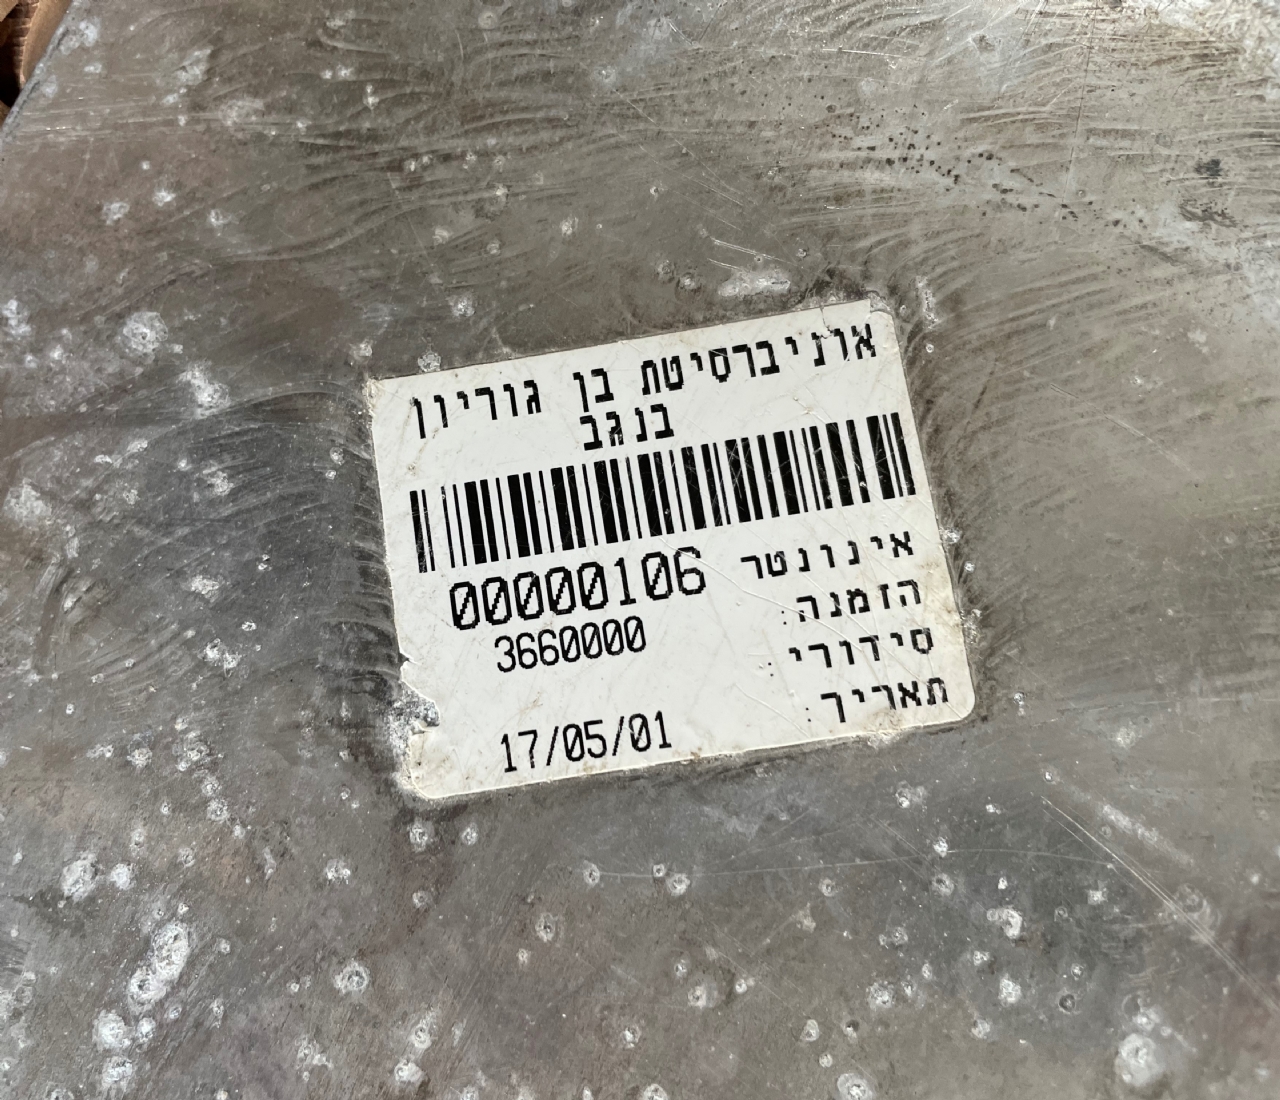 אוניברסיטת בן גוריון
בנגב
אינונטר 00000106
הזמנה: 3660000
סידורי :
תאריך : 17/05/01